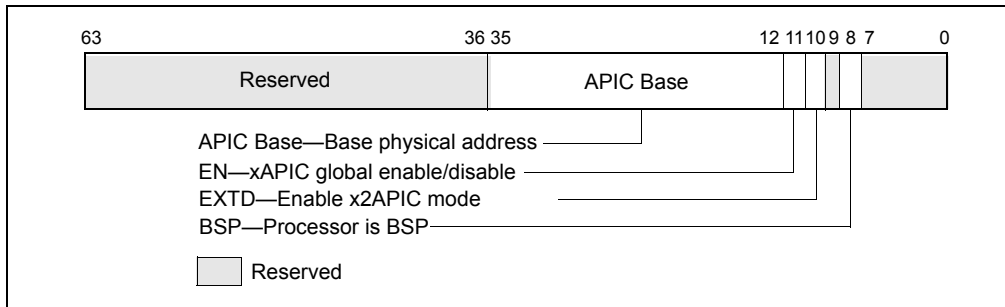 63 36 35 12 11 10 9 8 7 0
Reserved APIC Base
APIC Base—Base physical address
EN—xAPIC global enable/disable
EXTD—Enable x2APIC mode
BSP—Processor is BSP
Reserved